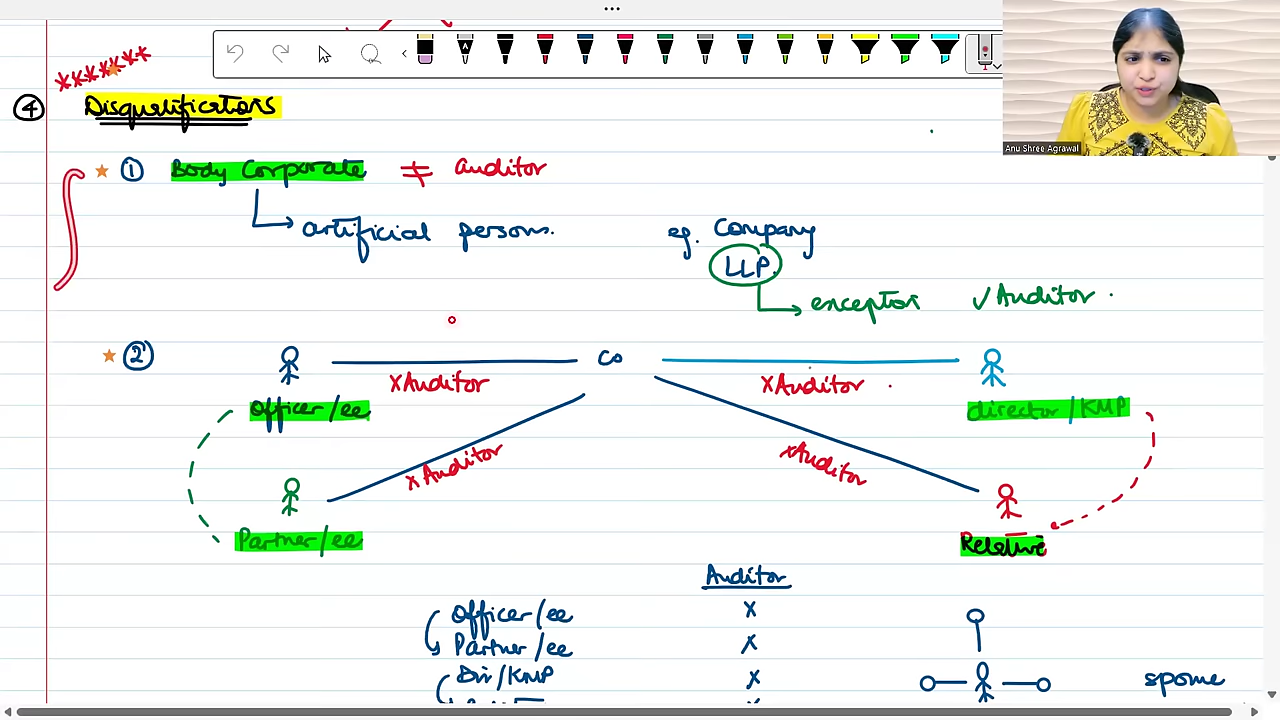 *******
④ Disqualifications
① Body Corporate ≠ auditor
artificial persons. eg. Company
LLP.
exception ✓Auditor.
② Co
xAuditor xAuditor
Officer/ee director/KMP
xAuditor xAuditor
Partner/ee Relative
Auditor
Officer/ee x
Partner/ee x
Dir/KMP x
spouse
Anu Shree Agrawal